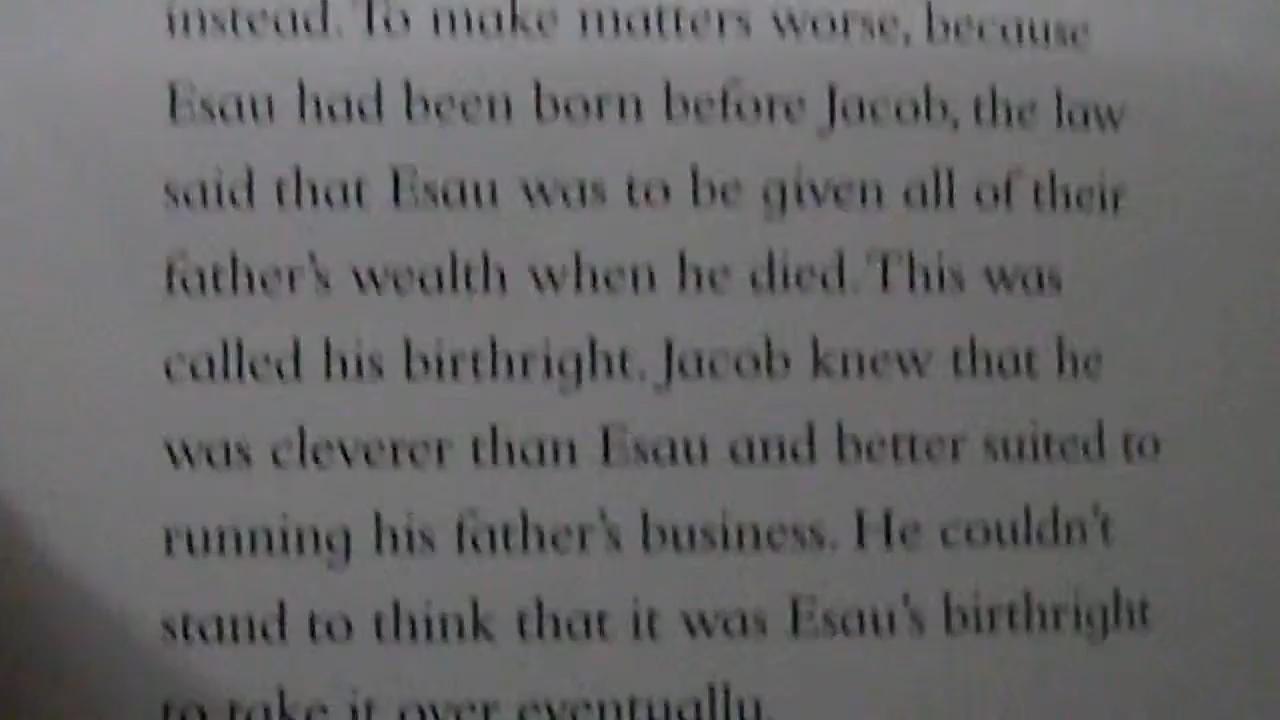 instead. To make matters worse, because
Esau had been born before Jacob, the law
said that Esau was to be given all of their
father's wealth when he died. This was
called his birthright. Jacob knew that he
was cleverer than Esau and better suited to
running his father's business. He couldn't
stand to think that it was Esau's birthright
to take it over eventually.